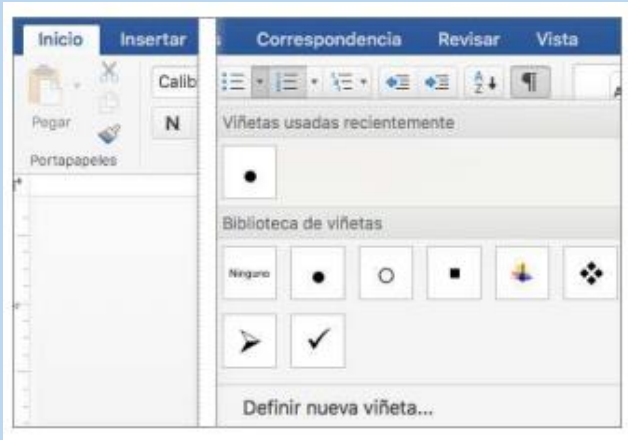 Inicio Insertar Correspondencia Revisar Vista
Calib
Pegar N
Portapapeles
Viñetas usadas recientemente
Biblioteca de viñetas
Ninguno
Definir nueva viñeta...